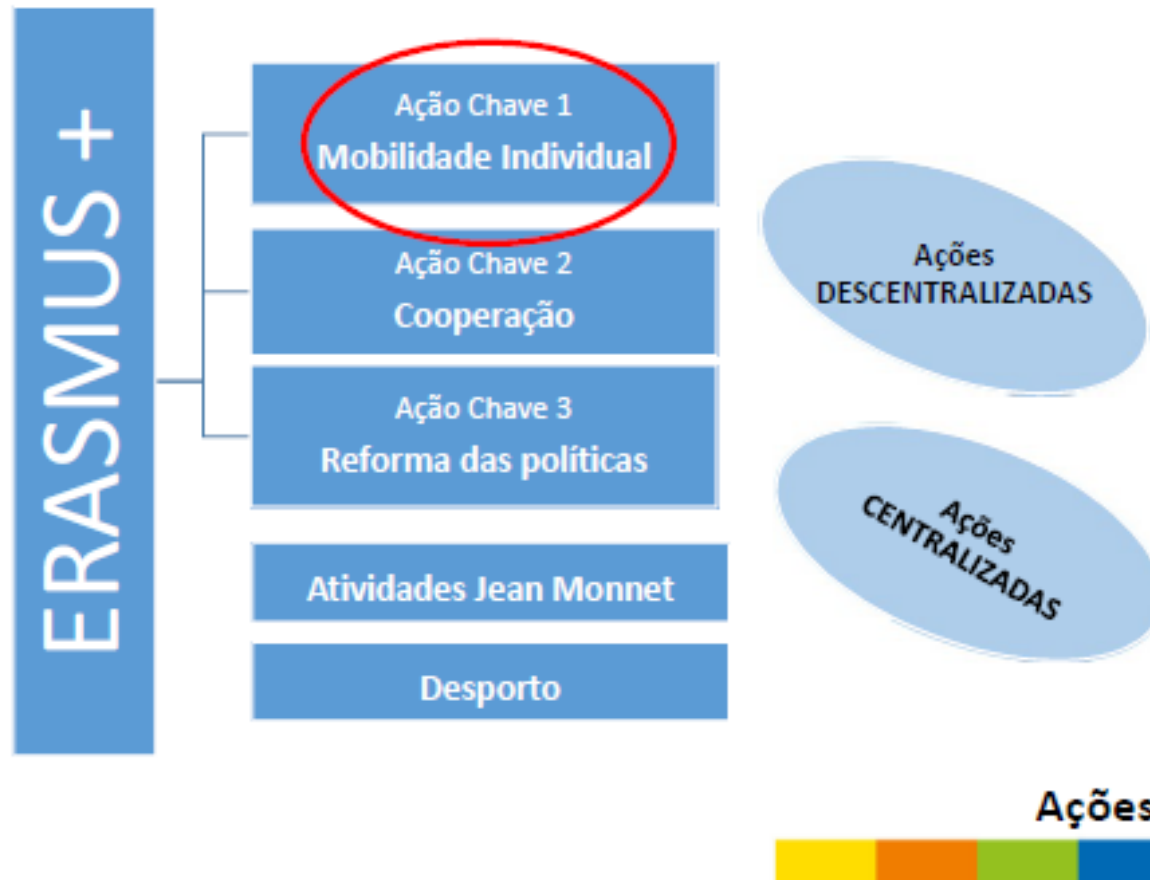 ERASMUS +
Ação Chave 1
Mobilidade Individual
Ação Chave 2
Cooperação
Ação Chave 3
Reforma das políticas
Atividades Jean Monnet
Desporto
Ações
DESCENTRALIZADAS
Ações
CENTRALIZADAS
Ações